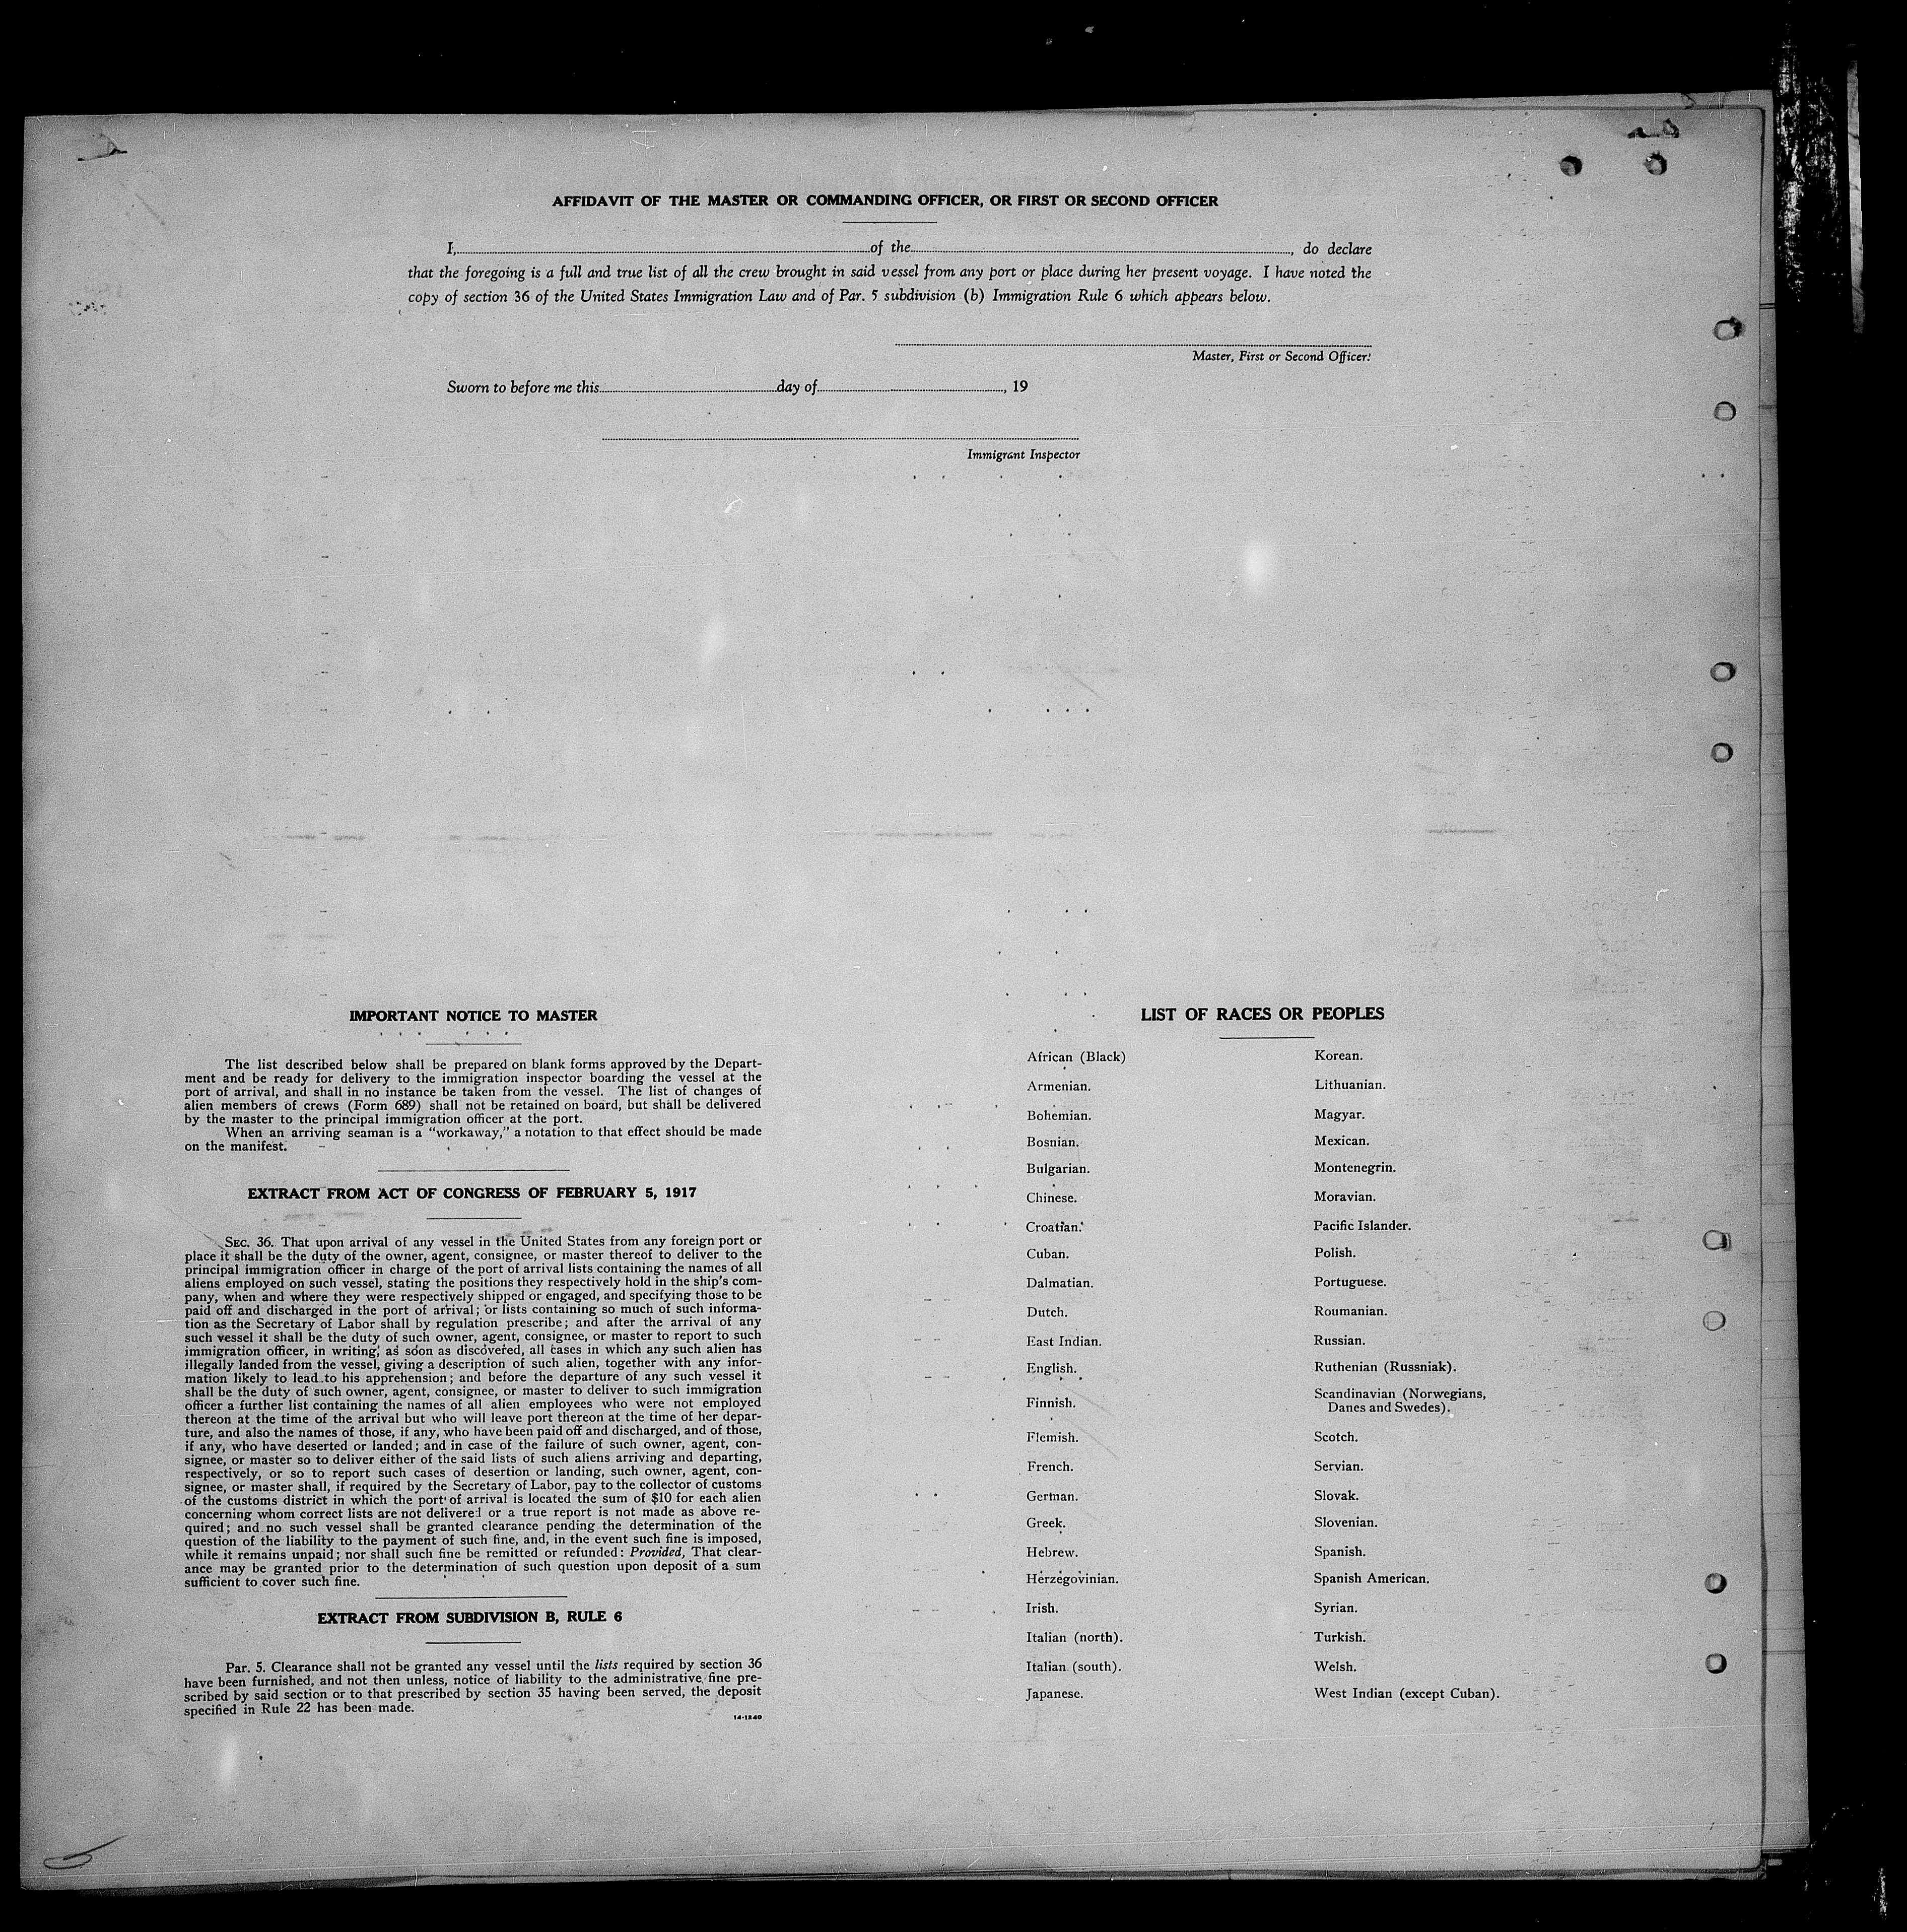 AFFIDAVIT OF THE MASTER OR COMMANDING OFFICER, OR FIRST OR SECOND OFFICER
I, of the , do declare
that the foregoing is a full and true list of all the crew brought in said vessel from any port or place during her present voyage. I have noted the
copy of section 36 of the United States Immigration Law and of Par. 5 subdivision (b) Immigration Rule 6 which appears below.
Master, First or Second Officer.
Sworn to before me this day of , 19
Immigrant Inspector
IMPORTANT NOTICE TO MASTER
The list described below shall be prepared on blank forms approved by the Depart-
ment and be ready for delivery to the immigration inspector boarding the vessel at the
port of arrival, and shall in no instance be taken from the vessel. The list of changes of
alien members of crews (Form 689) shall not be retained on board, but shall be delivered
by the master to the principal immigration officer at the port.
When an arriving seaman is a "workaway," a notation to that effect should be made
on the manifest.
EXTRACT FROM ACT OF CONGRESS OF FEBRUARY 5, 1917
SEC. 36. That upon arrival of any vessel in the United States from any foreign port or
place it shall be the duty of the owner, agent, consignee, or master thereof to deliver to the
principal immigration officer in charge of the port of arrival lists containing the names of all
aliens employed on such vessel, stating the positions they respectively hold in the ship's com-
pany, when and where they were respectively shipped or engaged, and specifying those to be
paid off and discharged in the port of arrival; or lists containing so much of such informa-
tion as the Secretary of Labor shall by regulation prescribe; and after the arrival of any
such vessel it shall be the duty of such owner, agent, consignee, or master to report to such
immigration officer, in writing, as soon as discovered, all cases in which any such alien has
illegally landed from the vessel, giving a description of such alien, together with any infor-
mation likely to lead to his apprehension; and before the departure of any such vessel it
shall be the duty of such owner, agent, consignee, or master to deliver to such immigration
officer a further list containing the names of all alien employees who were not employed
thereon at the time of the arrival but who will leave port thereon at the time of her depar-
ture, and also the names of those, if any, who have been paid off and discharged, and of those,
if any, who have deserted or landed; and in case of the failure of such owner, agent, con-
signee, or master so to deliver either of the said lists of such aliens arriving and departing,
respectively, or so to report such cases of desertion or landing, such owner, agent, con-
signee, or master shall, if required by the Secretary of Labor, pay to the collector of customs
of the customs district in which the port of arrival is located the sum of $10 for each alien
concerning whom correct lists are not delivered or a true report is not made as above re-
quired; and no such vessel shall be granted clearance pending the determination of the
question of the liability to the payment of such fine, and, in the event such fine is imposed,
while it remains unpaid; nor shall such fine be remitted or refunded: Provided, That clear-
ance may be granted prior to the determination of such question upon deposit of a sum
sufficient to cover such fine.
EXTRACT FROM SUBDIVISION B, RULE 6
Par. 5. Clearance shall not be granted any vessel until the lists required by section 36
have been furnished, and not then unless, notice of liability to the administrative fine pre-
scribed by said section or to that prescribed by section 35 having been served, the deposit
specified in Rule 22 has been made.
14-1240
LIST OF RACES OR PEOPLES
African (Black)
Armenian.
Bohemian.
Bosnian.
Bulgarian.
Chinese.
Croatian.
Cuban.
Dalmatian.
Dutch.
East Indian.
English.
Finnish.
Flemish.
French.
German.
Greek.
Hebrew.
Herzegovinian.
Irish.
Italian (north).
Italian (south).
Japanese.
Korean.
Lithuanian.
Magyar.
Mexican.
Montenegrin.
Moravian.
Pacific Islander.
Polish.
Portuguese.
Roumanian.
Russian.
Ruthenian (Russniak).
Scandinavian (Norwegians,
Danes and Swedes).
Scotch.
Servian.
Slovak.
Slovenian.
Spanish.
Spanish American.
Syrian.
Turkish.
Welsh.
West Indian (except Cuban).